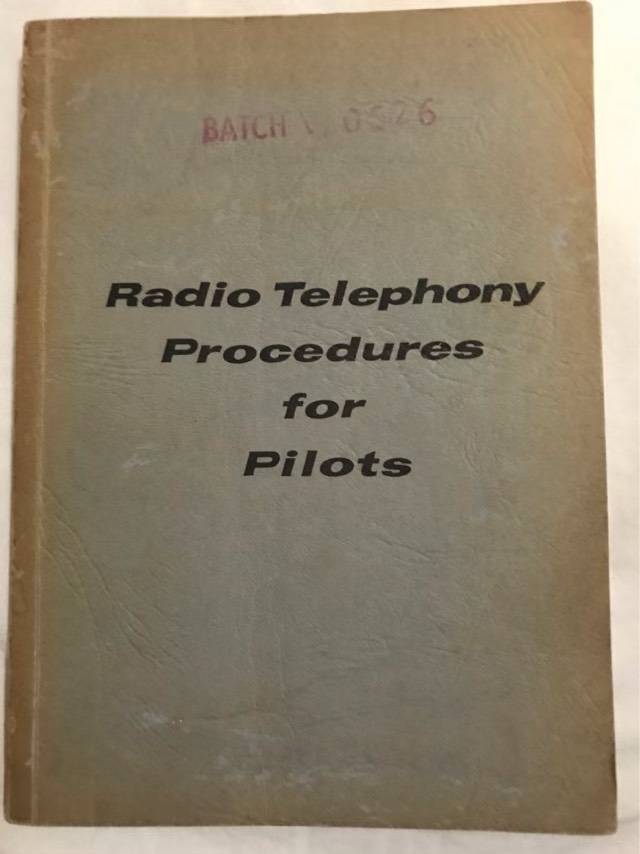 BATCH
Radio Telephony
Procedures
for
Pilots